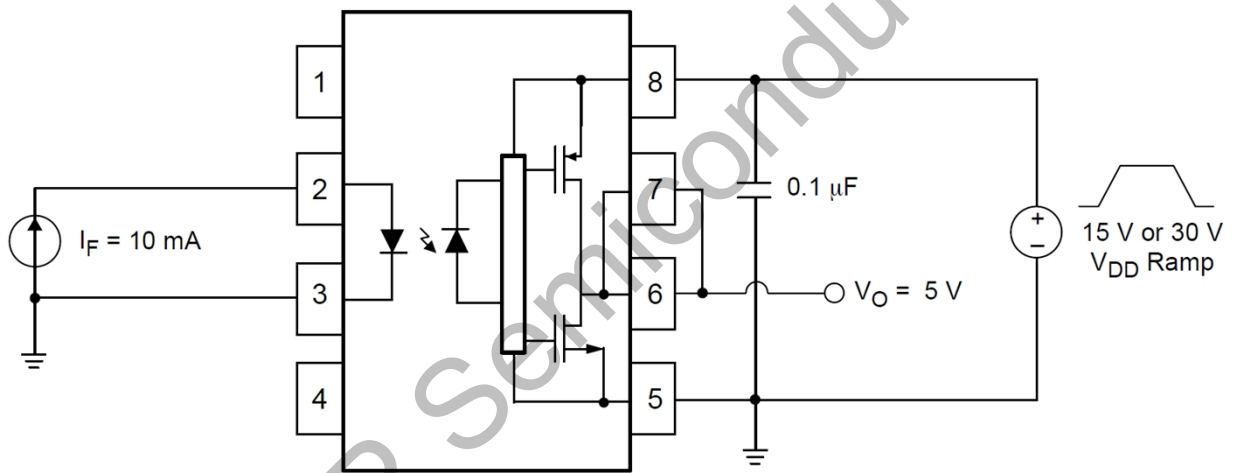 1
2
3
4
8
7
6
5
I_F = 10 mA
0.1 μF
V_O = 5 V
+
–
15 V or 30 V
V_DD Ramp
P Semicondu